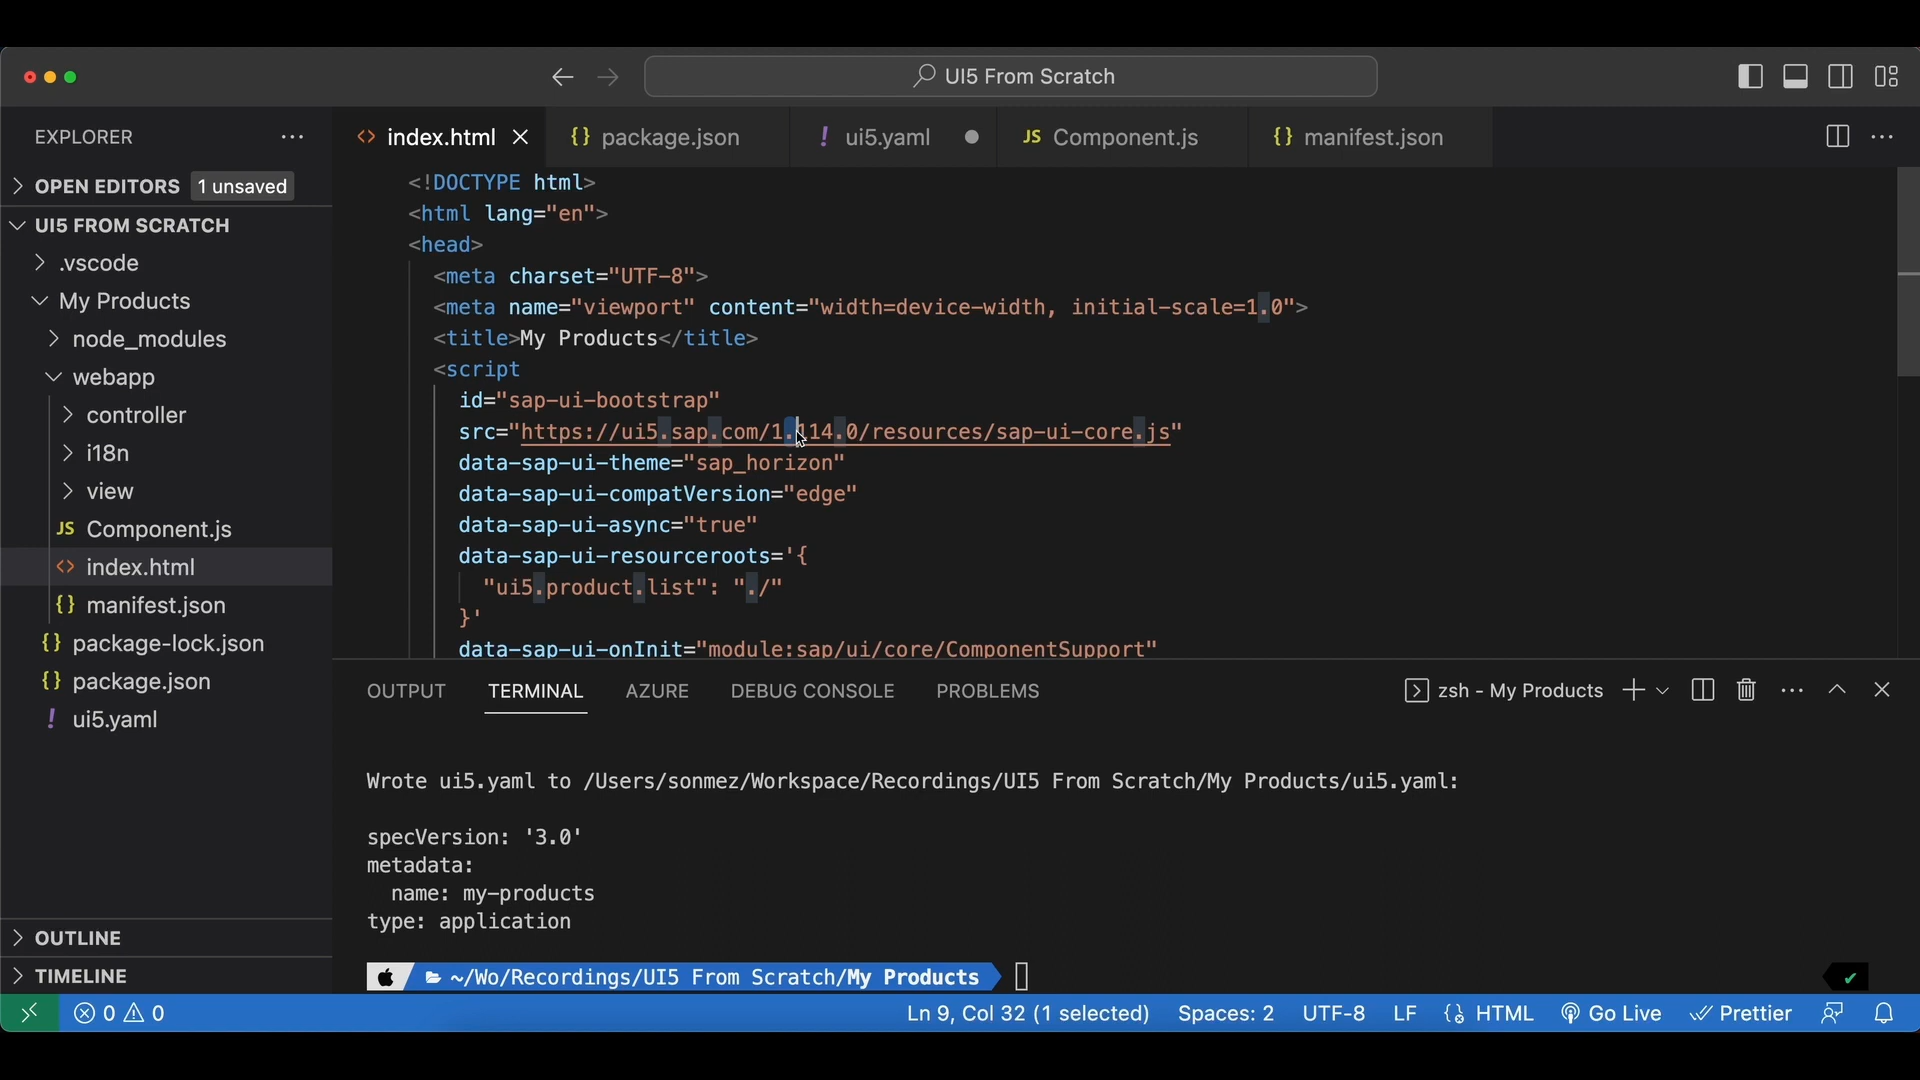 UI5 From Scratch
EXPLORER
index.html
package.json
ui5.yaml
Component.js
manifest.json
OPEN EDITORS 1 unsaved
UI5 FROM SCRATCH
.vscode
My Products
node_modules
webapp
controller
i18n
view
Component.js
index.html
manifest.json
package-lock.json
package.json
ui5.yaml
OUTLINE
TIMELINE
<!DOCTYPE html>
<html lang="en">
<head>
<meta charset="UTF-8">
<meta name="viewport" content="width=device-width, initial-scale=1.0">
<title>My Products</title>
<script
id="sap-ui-bootstrap"
src="https://ui5.sap.com/1.114.0/resources/sap-ui-core.js"
data-sap-ui-theme="sap_horizon"
data-sap-ui-compatVersion="edge"
data-sap-ui-async="true"
data-sap-ui-resourceroots='{
"ui5.product.list": "./"
}'
data-sap-ui-onInit="module:sap/ui/core/ComponentSupport"
OUTPUT TERMINAL AZURE DEBUG CONSOLE PROBLEMS
zsh - My Products
Wrote ui5.yaml to /Users/sonmez/Workspace/Recordings/UI5 From Scratch/My Products/ui5.yaml:
specVersion: '3.0'
metadata:
name: my-products
type: application
~/Wo/Recordings/UI5 From Scratch/My Products
0 0 Ln 9, Col 32 (1 selected) Spaces: 2 UTF-8 LF HTML Go Live Prettier